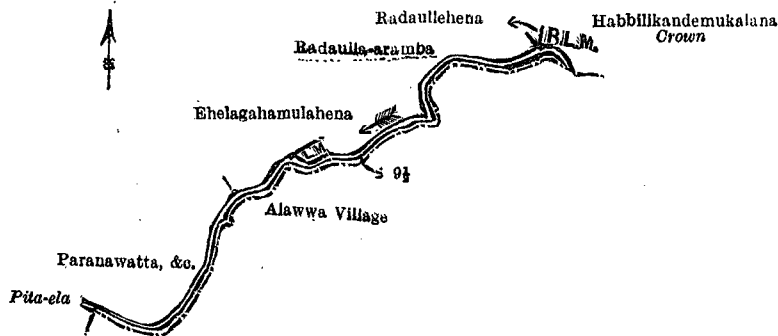 Radaullehena
Habbilikandemukalana
Crown
B.L.M.
Radaulla-aramba
Ehelagahamulahena
L.M.
9½
Alawwa Village
Paranawatta, &c.
Pita-ela